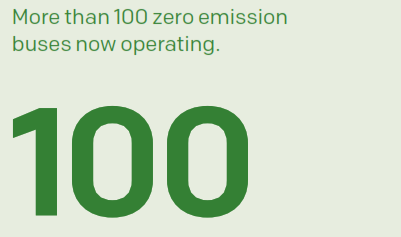 More than 100 zero emission
buses now operating.
100